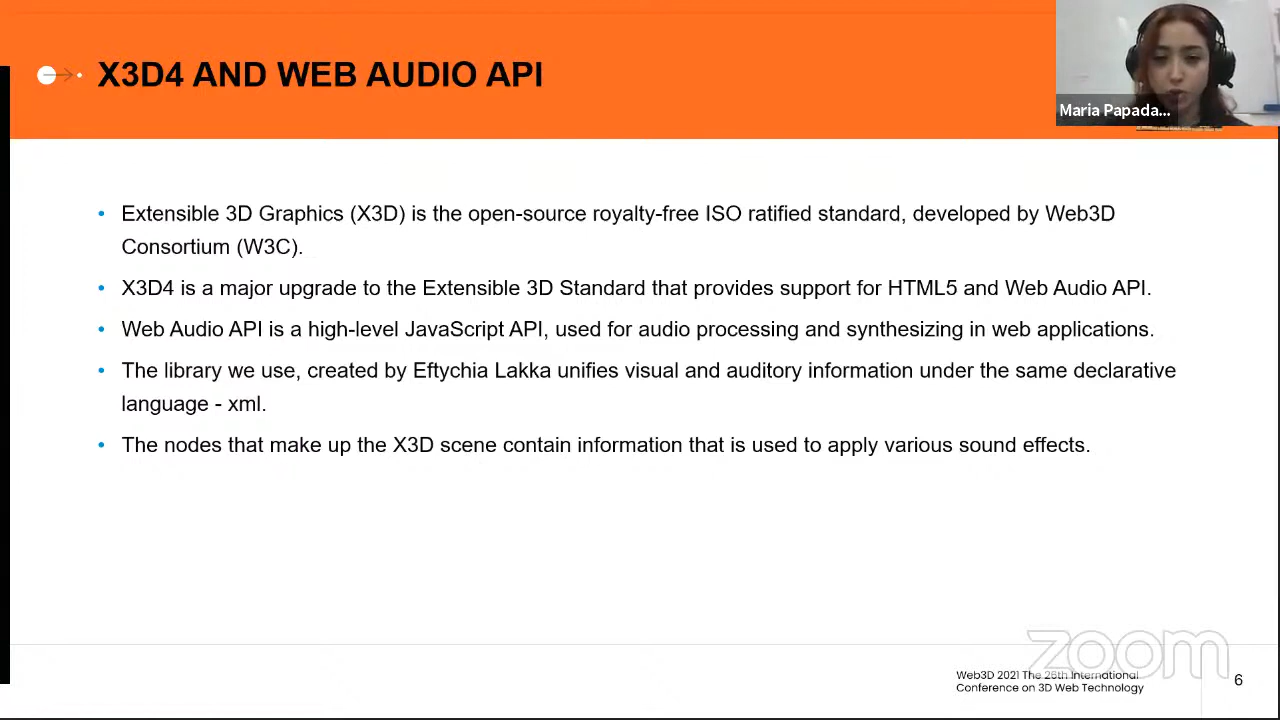 X3D4 AND WEB AUDIO API
Maria Papada...
• Extensible 3D Graphics (X3D) is the open-source royalty-free ISO ratified standard, developed by Web3D
Consortium (W3C).
• X3D4 is a major upgrade to the Extensible 3D Standard that provides support for HTML5 and Web Audio API.
• Web Audio API is a high-level JavaScript API, used for audio processing and synthesizing in web applications.
• The library we use, created by Eftychia Lakka unifies visual and auditory information under the same declarative
language - xml.
• The nodes that make up the X3D scene contain information that is used to apply various sound effects.
zoom
Web3D 2021 The 26th International
Conference on 3D Web Technology
6